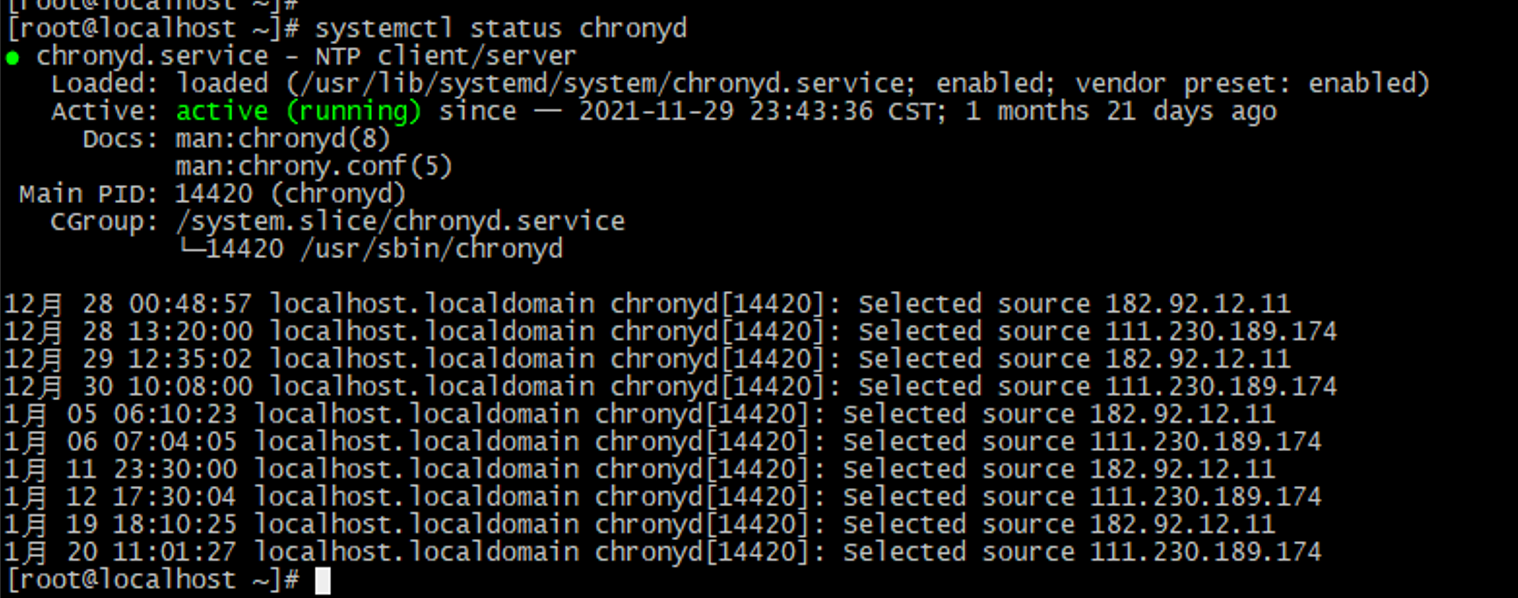 [root@localhost ~]#
[root@localhost ~]# systemctl status chronyd
● chronyd.service - NTP client/server
Loaded: loaded (/usr/lib/systemd/system/chronyd.service; enabled; vendor preset: enabled)
Active: active (running) since 一 2021-11-29 23:43:36 CST; 1 months 21 days ago
Docs: man:chronyd(8)
man:chrony.conf(5)
Main PID: 14420 (chronyd)
CGroup: /system.slice/chronyd.service
└─14420 /usr/sbin/chronyd
12月 28 00:48:57 localhost.localdomain chronyd[14420]: Selected source 182.92.12.11
12月 28 13:20:00 localhost.localdomain chronyd[14420]: Selected source 111.230.189.174
12月 29 12:35:02 localhost.localdomain chronyd[14420]: Selected source 182.92.12.11
12月 30 10:08:00 localhost.localdomain chronyd[14420]: Selected source 111.230.189.174
1月 05 06:10:23 localhost.localdomain chronyd[14420]: Selected source 182.92.12.11
1月 06 07:04:05 localhost.localdomain chronyd[14420]: Selected source 111.230.189.174
1月 11 23:30:00 localhost.localdomain chronyd[14420]: Selected source 182.92.12.11
1月 12 17:30:04 localhost.localdomain chronyd[14420]: Selected source 111.230.189.174
1月 19 18:10:25 localhost.localdomain chronyd[14420]: Selected source 182.92.12.11
1月 20 11:01:27 localhost.localdomain chronyd[14420]: Selected source 111.230.189.174
[root@localhost ~]#